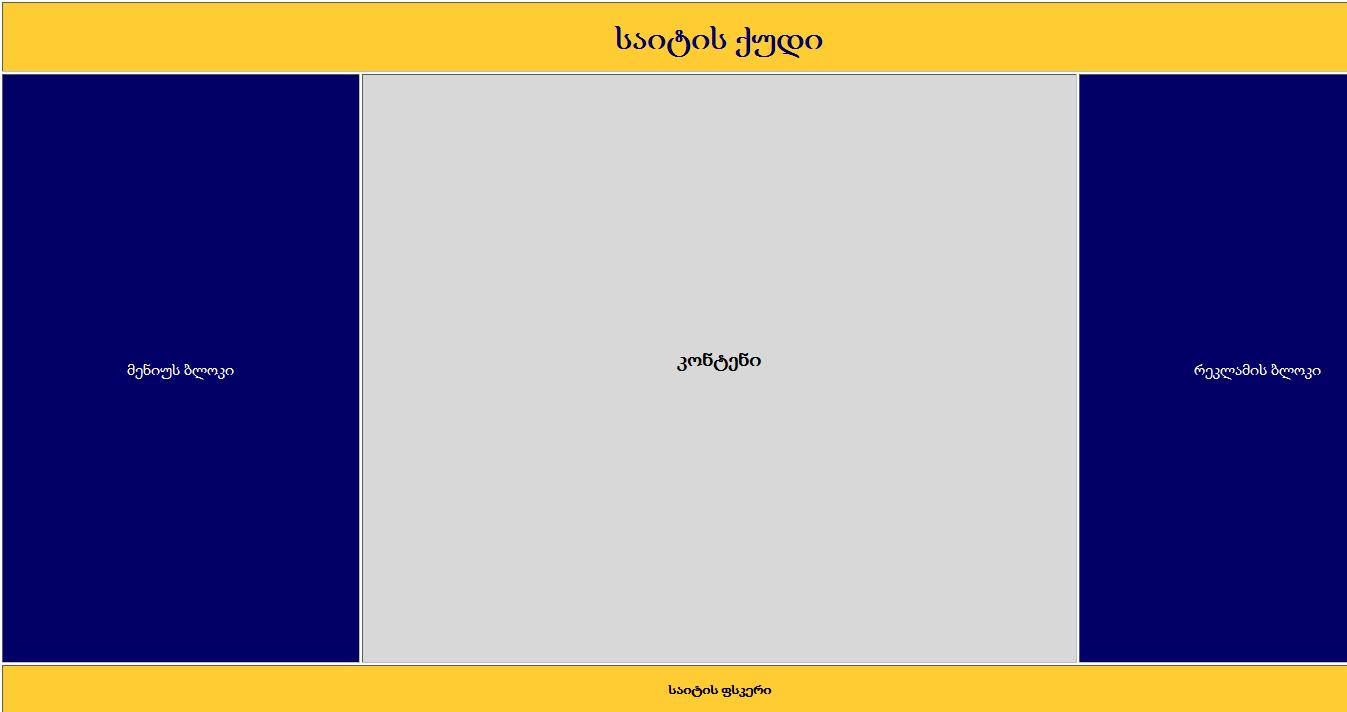 საიტის ქუდი
მენიუს ბლოკი
კონტენი
რეკლამის ბლოკი
საიტის ფსკერი